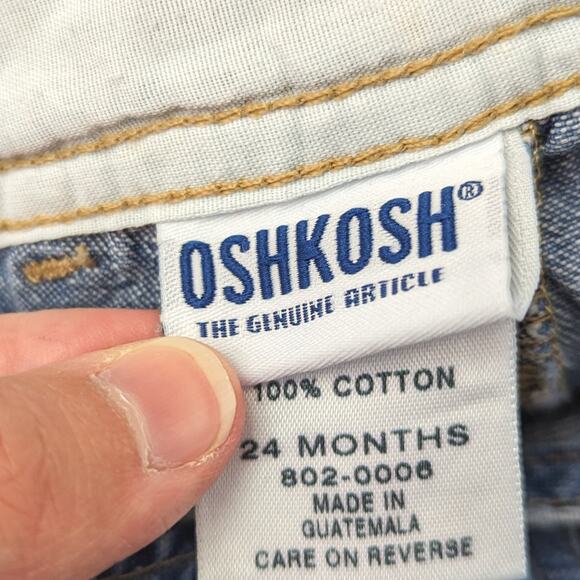 OSHKOSH®
THE GENUINE ARTICLE
100% COTTON
24 MONTHS
802-0006
MADE IN
GUATEMALA
CARE ON REVERSE